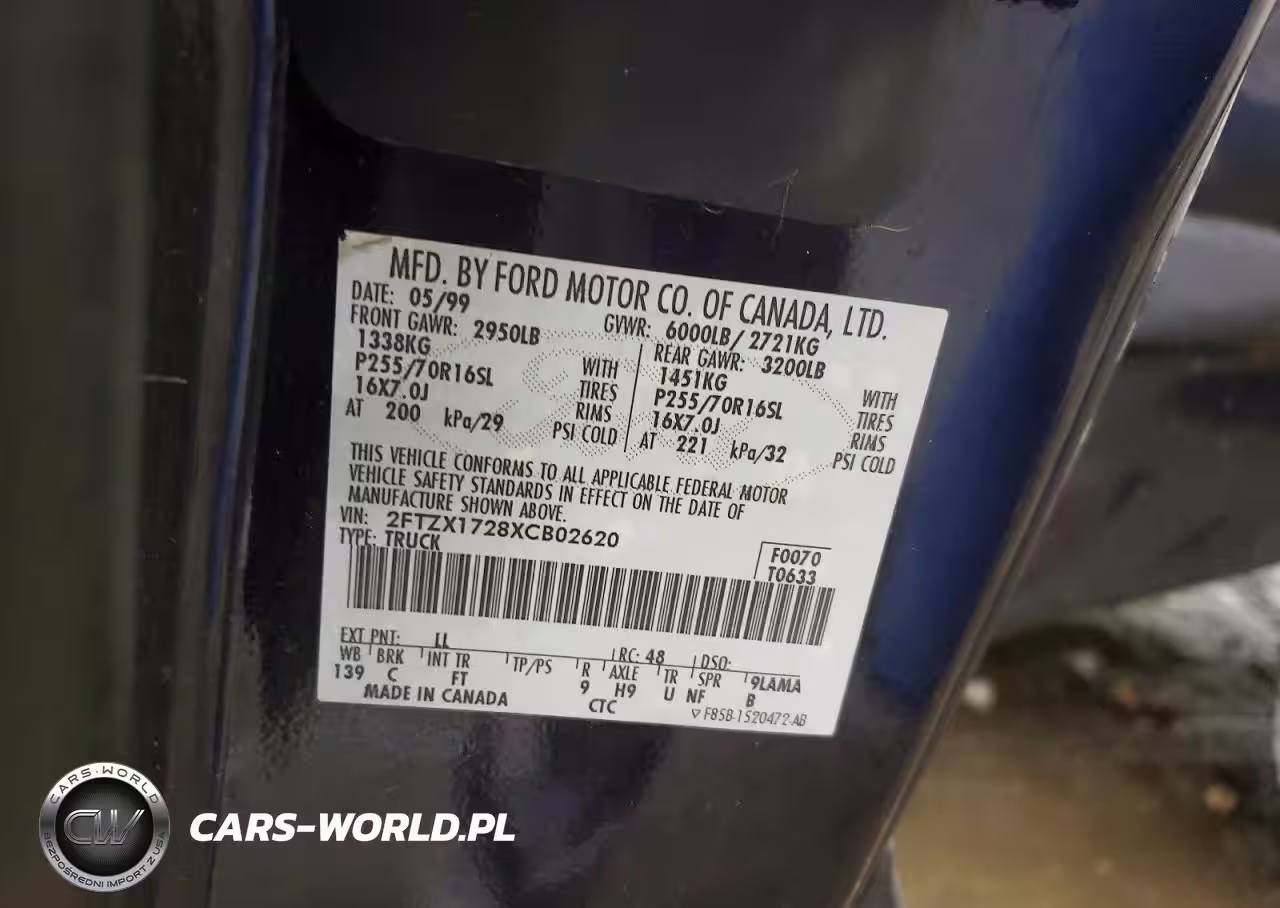 MFD. BY FORD MOTOR CO. OF CANADA, LTD.
DATE: 05/99 GVWR: 6000LB/ 2721KG
FRONT GAWR: 2950LB REAR GAWR: 3200LB
1338KG WITH 1451KG WITH
P255/70R16SL TIRES P255/70R16SL TIRES
16X7.0J RIMS 16X7.0J RIMS
AT 200 kPa/29 PSI COLD AT 221 kPa/32 PSI COLD
THIS VEHICLE CONFORMS TO ALL APPLICABLE FEDERAL MOTOR
VEHICLE SAFETY STANDARDS IN EFFECT ON THE DATE OF
MANUFACTURE SHOWN ABOVE.
VIN: 2FTZX1728XCB02620 F0070
TYPE: TRUCK T0633
EXT PNT: LL RC: 48 DSO:
WB BRK INT TR TP/PS R AXLE TR SPR 9LAMA
139 C FT 9 H9 U NF B
MADE IN CANADA CTC ▽ F85B-1520472-AB
CARS-WORLD
CW
BEZPOŚREDNI IMPORT Z USA
CARS-WORLD.PL